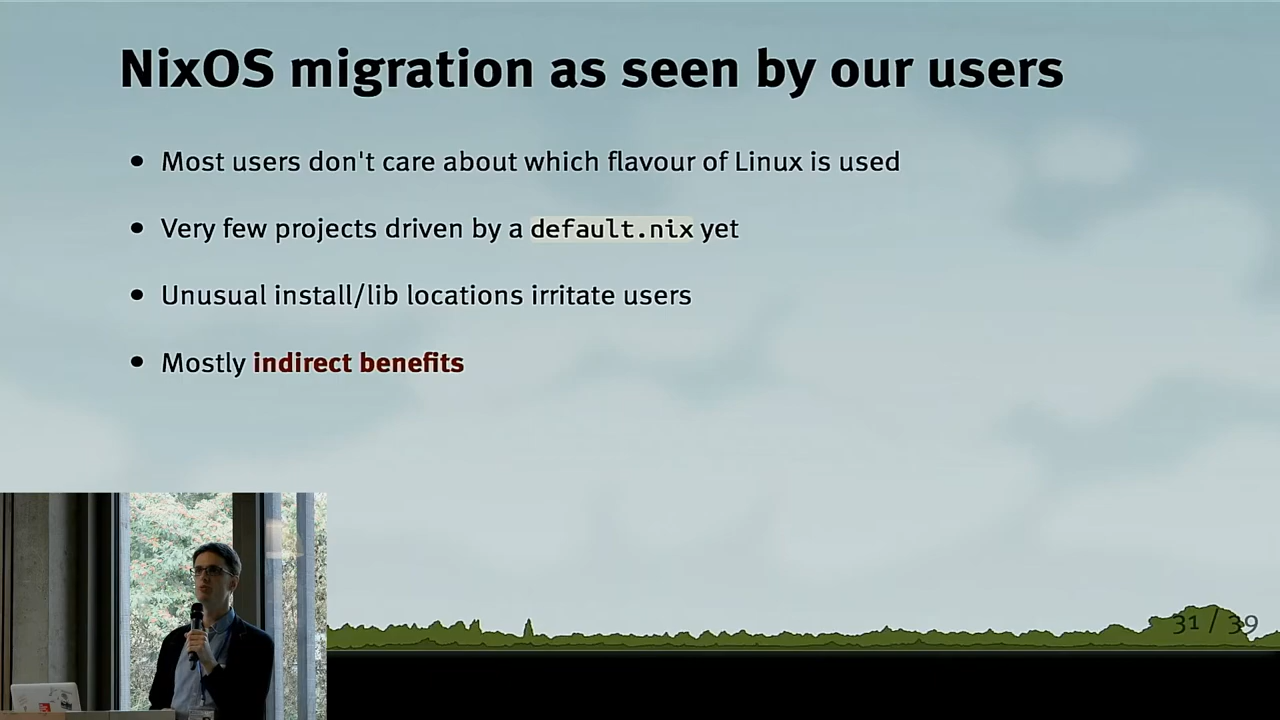 NixOS migration as seen by our users
• Most users don't care about which flavour of Linux is used
• Very few projects driven by a default.nix yet
• Unusual install/lib locations irritate users
• Mostly indirect benefits
31 / 39